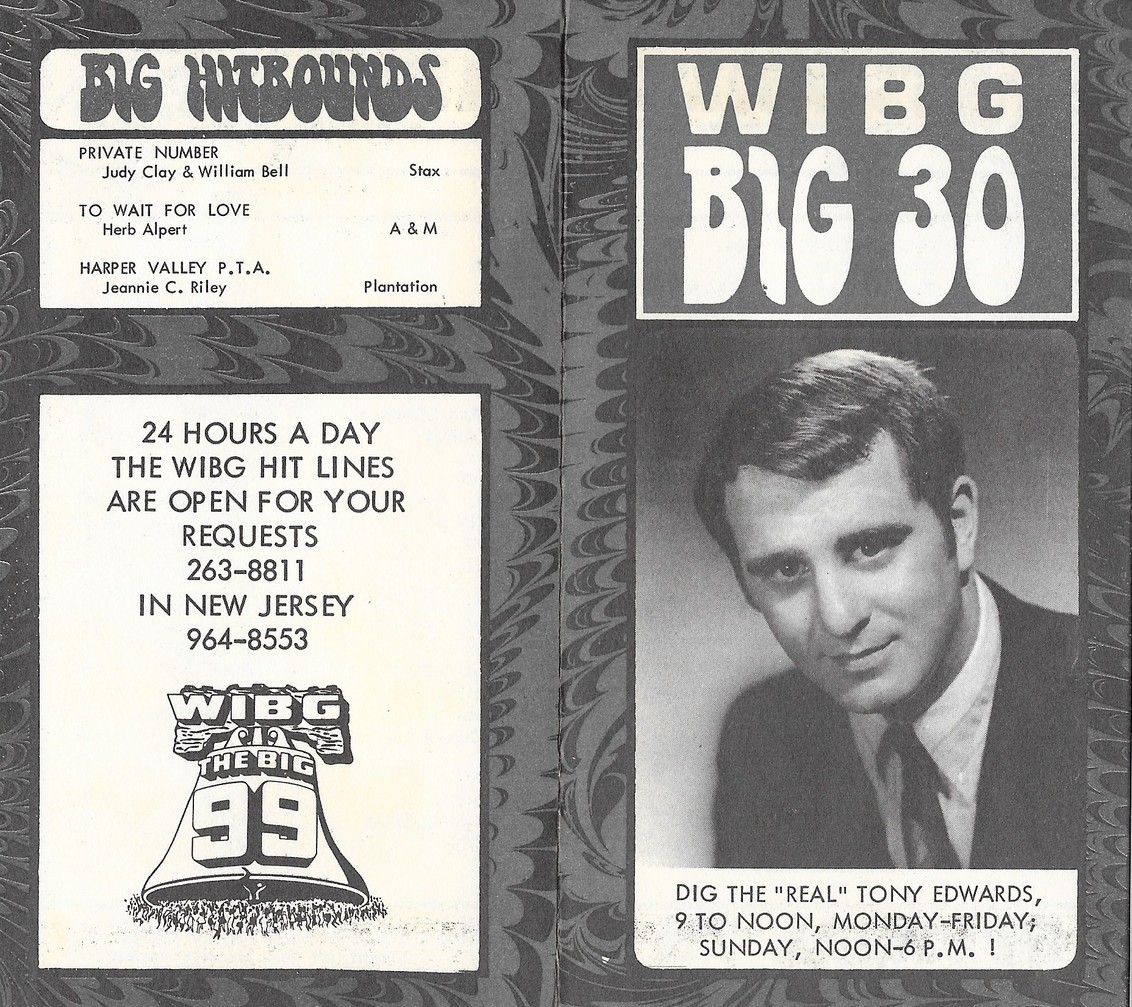 BIG HITBOUNDS
PRIVATE NUMBER
Judy Clay & William Bell Stax
TO WAIT FOR LOVE
Herb Alpert A & M
HARPER VALLEY P.T.A.
Jeannie C. Riley Plantation
24 HOURS A DAY
THE WIBG HIT LINES
ARE OPEN FOR YOUR
REQUESTS
263-8811
IN NEW JERSEY
964-8553
WIBG
THE BIG
99
WIBG
BIG 30
DIG THE "REAL" TONY EDWARDS,
9 TO NOON, MONDAY-FRIDAY;
SUNDAY, NOON-6 P.M. !